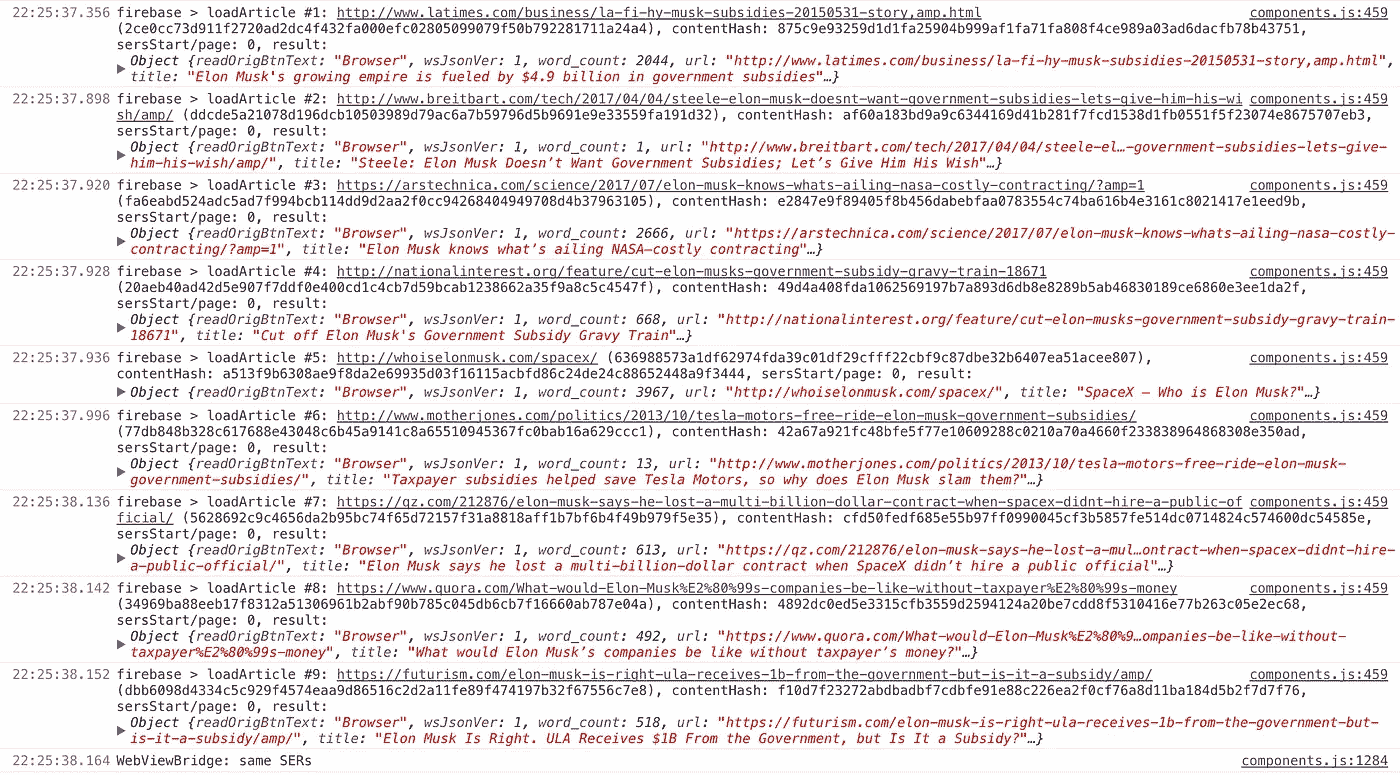 22:25:37.356 firebase > loadArticle #1: http://www.latimes.com/business/la-fi-hy-musk-subsidies-20150531-story,amp.html components.js:459
(2ce0cc73d911f2720ad2dc4f432fa000efc02805099079f50b792281711a24a4), contentHash: 875c9e93259d1d1fa25904b999af1fa71fa808f4ce989a03ad6dacfb78b43751,
sersStart/page: 0, result:
Object {readOrigBtnText: "Browser", wsJsonVer: 1, word_count: 2044, url: "http://www.latimes.com/business/la-fi-hy-musk-subsidies-20150531-story,amp.html",
title: "Elon Musk's growing empire is fueled by $4.9 billion in government subsidies"…}
22:25:37.898 firebase > loadArticle #2: http://www.breitbart.com/tech/2017/04/04/steele-elon-musk-doesnt-want-government-subsidies-lets-give-him-his-wi components.js:459
sh/amp/ (ddcde5a21078d196dcb10503989d79ac6a7b59796d5b9691e9e33559fa191d32), contentHash: af60a183bd9a9c6344169d41b281f7fcd1538d1fb0551f5f23074e8675707eb3,
sersStart/page: 0, result:
Object {readOrigBtnText: "Browser", wsJsonVer: 1, word_count: 1, url: "http://www.breitbart.com/tech/2017/04/04/steele-el…-government-subsidies-lets-give-
him-his-wish/amp/", title: "Steele: Elon Musk Doesn’t Want Government Subsidies; Let’s Give Him His Wish"…}
22:25:37.920 firebase > loadArticle #3: https://arstechnica.com/science/2017/07/elon-musk-knows-whats-ailing-nasa-costly-contracting/?amp=1 components.js:459
(fa6eabd524adc5ad7f994bcb114dd9d2aa2f0cc94268404949708d4b37963105), contentHash: e2847e9f89405f8b456dabebfaa0783554c74ba616b4e3161c8021417e1eed9b,
sersStart/page: 0, result:
Object {readOrigBtnText: "Browser", wsJsonVer: 1, word_count: 2666, url: "https://arstechnica.com/science/2017/07/elon-musk-knows-whats-ailing-nasa-costly-
contracting/?amp=1", title: "Elon Musk knows what’s ailing NASA—costly contracting"…}
22:25:37.928 firebase > loadArticle #4: http://nationalinterest.org/feature/cut-elon-musks-government-subsidy-gravy-train-18671 components.js:459
(20aeb40ad42d5e907f7ddf0e400cd1c4cb7d59bcab1238662a35f9a8c5c4547f), contentHash: 49d4a408fda1062569197b7a893d6db8e8289b5ab46830189ce6860e3ee1da2f,
sersStart/page: 0, result:
Object {readOrigBtnText: "Browser", wsJsonVer: 1, word_count: 668, url: "http://nationalinterest.org/feature/cut-elon-musks-government-subsidy-gravy-train-
18671", title: "Cut off Elon Musk's Government Subsidy Gravy Train"…}
22:25:37.936 firebase > loadArticle #5: http://whoiselonmusk.com/spacex/ (636988573a1df62974fda39c01df29cfff22cbf9c87dbe32b6407ea51acee807), components.js:459
contentHash: a513f9b6308ae9f8da2e69935d03f16115acbfd86c24de24c88652448a9f3444, sersStart/page: 0, result:
Object {readOrigBtnText: "Browser", wsJsonVer: 1, word_count: 3967, url: "http://whoiselonmusk.com/spacex/", title: "SpaceX – Who is Elon Musk?"…}
22:25:37.996 firebase > loadArticle #6: http://www.motherjones.com/politics/2013/10/tesla-motors-free-ride-elon-musk-government-subsidies/ components.js:459
(77db848b328c617688e43048c6b45a9141c8a65510945367fc0bab16a629ccc1), contentHash: 42a67a921fc48bfe5f77e10609288c0210a70a4660f233838964868308e350ad,
sersStart/page: 0, result:
Object {readOrigBtnText: "Browser", wsJsonVer: 1, word_count: 13, url: "http://www.motherjones.com/politics/2013/10/tesla-motors-free-ride-elon-musk-
government-subsidies/", title: "Taxpayer subsidies helped save Tesla Motors, so why does Elon Musk slam them?"…}
22:25:38.136 firebase > loadArticle #7: https://qz.com/212876/elon-musk-says-he-lost-a-multi-billion-dollar-contract-when-spacex-didnt-hire-a-public-of components.js:459
ficial/ (5628692c9c4656da2b95bc74f65d72157f31a8818aff1b7bf6b4f49b979f5e35), contentHash: cfd50fedf685e55b97ff0990045cf3b5857fe514dc0714824c574600dc54585e,
sersStart/page: 0, result:
Object {readOrigBtnText: "Browser", wsJsonVer: 1, word_count: 613, url: "https://qz.com/212876/elon-musk-says-he-lost-a-mul…ontract-when-spacex-didnt-hire-
a-public-official/", title: "Elon Musk says he lost a multi-billion-dollar contract when SpaceX didn’t hire a public official"…}
22:25:38.142 firebase > loadArticle #8: https://www.quora.com/What-would-Elon-Musk%E2%80%99s-companies-be-like-without-taxpayer%E2%80%99s-money components.js:459
(34969ba88eeb17f8312a51306961b2abf90b785c045db6cb7f16660ab787e04a), contentHash: 4892dc0ed5e3315cfb3559d2594124a20be7cdd8f5310416e77b263c05e2ec68,
sersStart/page: 0, result:
Object {readOrigBtnText: "Browser", wsJsonVer: 1, word_count: 492, url: "https://www.quora.com/What-would-Elon-Musk%E2%80%9…ompanies-be-like-without-
taxpayer%E2%80%99s-money", title: "What would Elon Musk’s companies be like without taxpayer’s money?"…}
22:25:38.152 firebase > loadArticle #9: https://futurism.com/elon-musk-is-right-ula-receives-1b-from-the-government-but-is-it-a-subsidy/amp/ components.js:459
(dbb6098d4334c5c929f4574eaa9d86516c2d2a11fe89f474197b32f67556c7e8), contentHash: f10d7f23272abdbadbf7cdbfe91e88c226ea2f0cf76a8d11ba184d5b2f7d7f76,
sersStart/page: 0, result:
Object {readOrigBtnText: "Browser", wsJsonVer: 1, word_count: 518, url: "https://futurism.com/elon-musk-is-right-ula-receives-1b-from-the-government-but-
is-it-a-subsidy/amp/", title: "Elon Musk Is Right. ULA Receives $1B From the Government, but Is It a Subsidy?"…}
22:25:38.164 WebViewBridge: same SERs components.js:1284